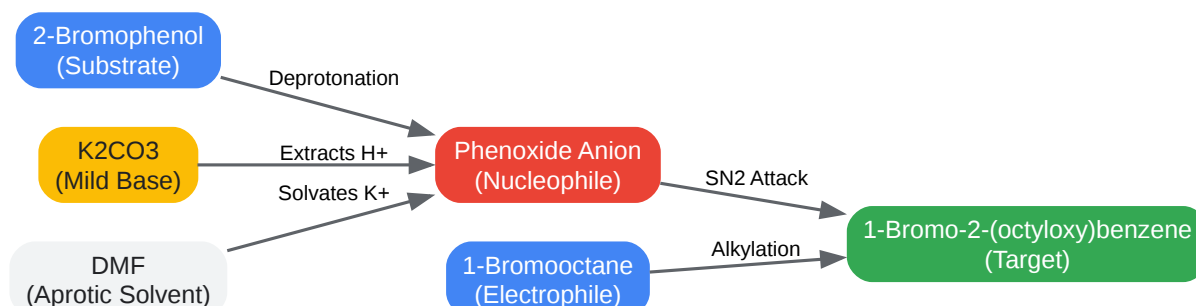 2-Bromophenol
(Substrate)
Deprotonation
K2CO3
(Mild Base)
Extracts H+
Solvates K+
Phenoxide Anion
(Nucleophile)
SN2 Attack
1-Bromo-2-(octyloxy)benzene
(Target)
DMF
(Aprotic Solvent)
1-Bromooctane
(Electrophile)
Alkylation